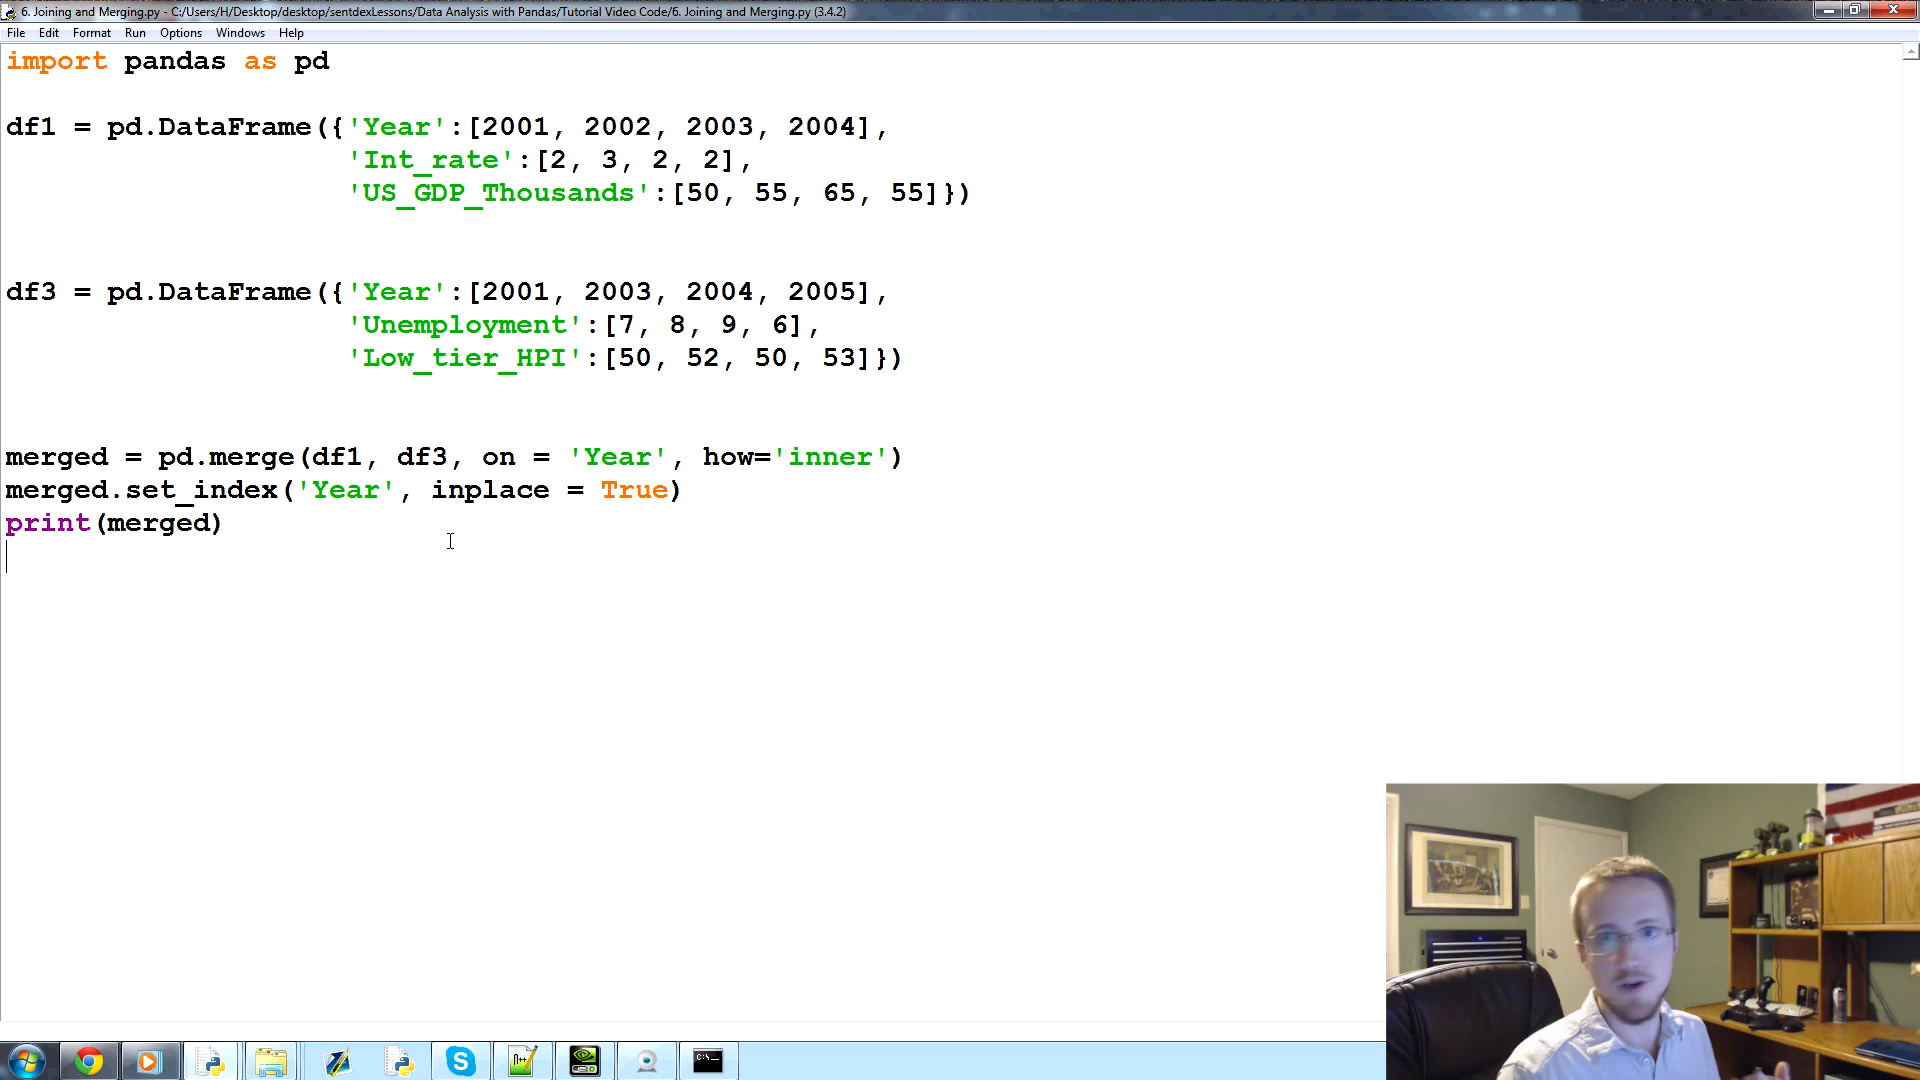 6. Joining and Merging.py - C:/Users/H/Desktop/desktop/sentdexLessons/Data Analysis with Pandas/Tutorial Video Code/6. Joining and Merging.py (3.4.2)
File Edit Format Run Options Windows Help
import pandas as pd
df1 = pd.DataFrame({'Year':[2001, 2002, 2003, 2004],
'Int_rate':[2, 3, 2, 2],
'US_GDP_Thousands':[50, 55, 65, 55]})
df3 = pd.DataFrame({'Year':[2001, 2003, 2004, 2005],
'Unemployment':[7, 8, 9, 6],
'Low_tier_HPI':[50, 52, 50, 53]})
merged = pd.merge(df1, df3, on = 'Year', how='inner')
merged.set_index('Year', inplace = True)
print(merged)